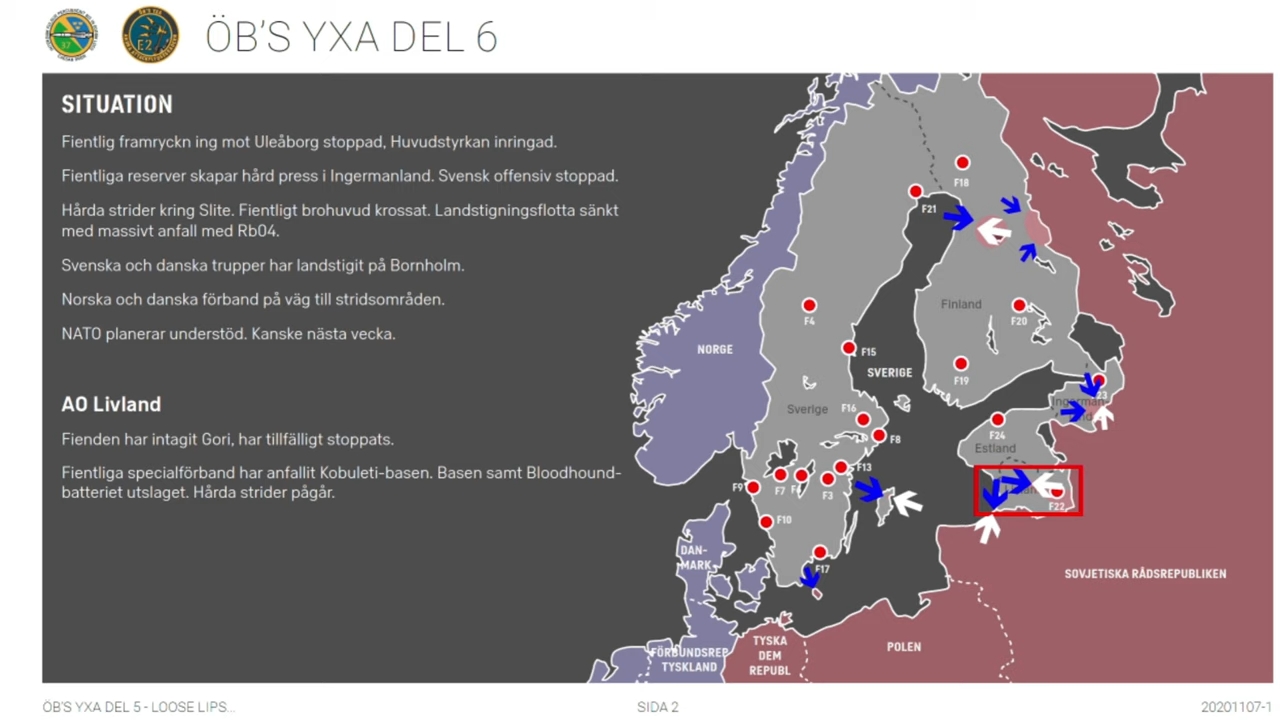 ÖB'S YXA DEL 6
SITUATION
Fientlig framryckn ing mot Uleåborg stoppad, Huvudstyrkan inringad.
Fientliga reserver skapar hård press i Ingermanland. Svensk offensiv stoppad.
Hårda strider kring Slite. Fientligt brohuvud krossat. Landstigningsflotta sänkt
med massivt anfall med Rb04.
Svenska och danska trupper har landstigit på Bornholm.
Norska och danska förband på väg till stridsområden.
NATO planerar understöd. Kanske nästa vecka.
AO Livland
Fienden har intagit Gori, har tillfälligt stoppats.
Fientliga specialförband har anfallit Kobuleti-basen. Basen samt Bloodhound-
batteriet utslaget. Hårda strider pågår.
F18
F21
Finland
F4
F20
NORGE
F15
SVERIGE
F19
Sverige
F16
F8
F24
Estland
F13
F9
F7
F3
F22
F10
F17
DAN-
MARK
SOVJETISKA RÅDSREPUBLIKEN
TYSKA
DEM
REPUBL
POLEN
FÖRBUNDSREP
TYSKLAND
ÖB'S YXA DEL 5 - LOOSE LIPS...
SIDA 2
20201107-1
37
E2